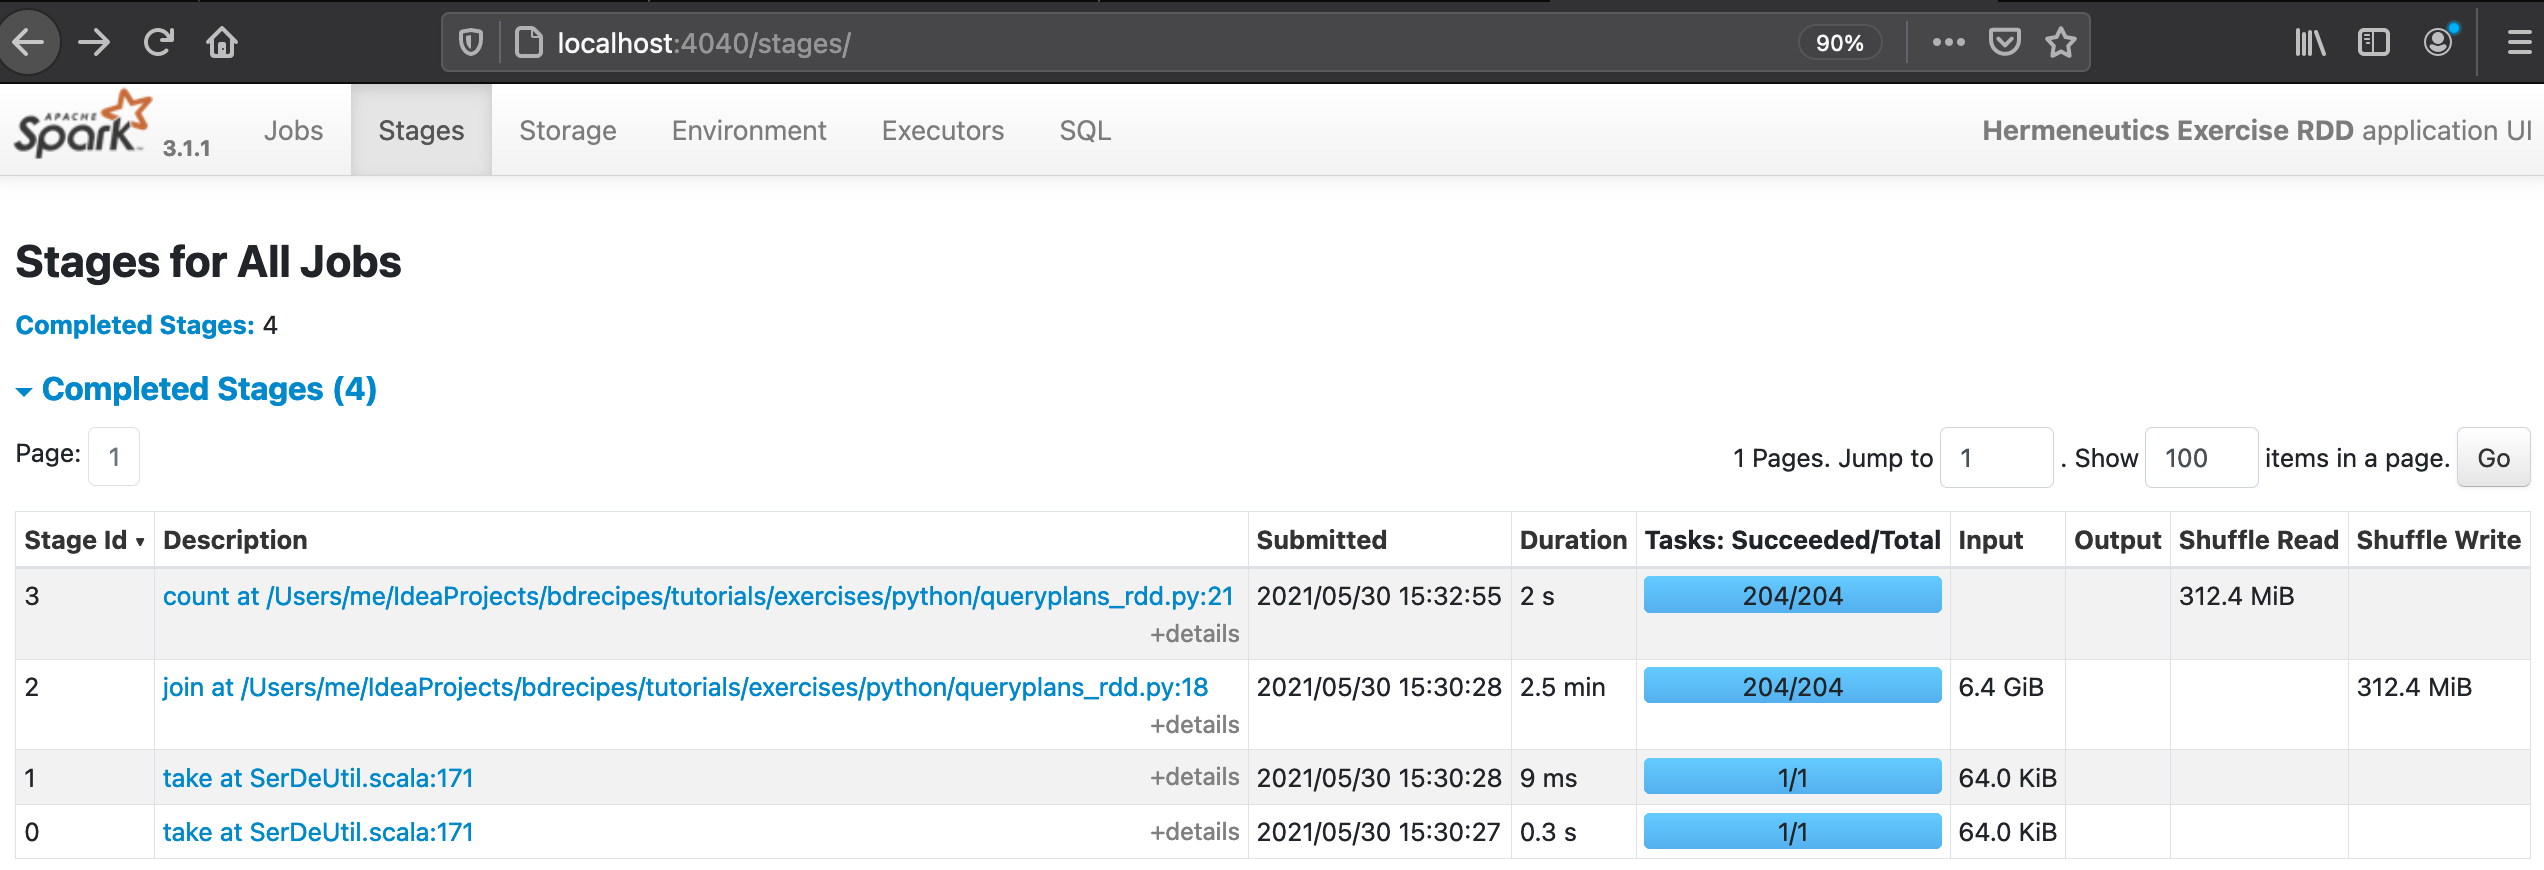 localhost:4040/stages/
90%
APACHE
Spark™ 3.1.1
Jobs Stages Storage Environment Executors SQL Hermeneutics Exercise RDD application UI
Stages for All Jobs
Completed Stages: 4
Completed Stages (4)
Page: 1
1 Pages. Jump to 1 . Show 100 items in a page. Go
Stage Id ▾ Description Submitted Duration Tasks: Succeeded/Total Input Output Shuffle Read Shuffle Write
3 count at /Users/me/IdeaProjects/bdrecipes/tutorials/exercises/python/queryplans_rdd.py:21 2021/05/30 15:32:55 2 s 204/204 312.4 MiB
+details
2 join at /Users/me/IdeaProjects/bdrecipes/tutorials/exercises/python/queryplans_rdd.py:18 2021/05/30 15:30:28 2.5 min 204/204 6.4 GiB 312.4 MiB
+details
1 take at SerDeUtil.scala:171 +details 2021/05/30 15:30:28 9 ms 1/1 64.0 KiB
0 take at SerDeUtil.scala:171 +details 2021/05/30 15:30:27 0.3 s 1/1 64.0 KiB